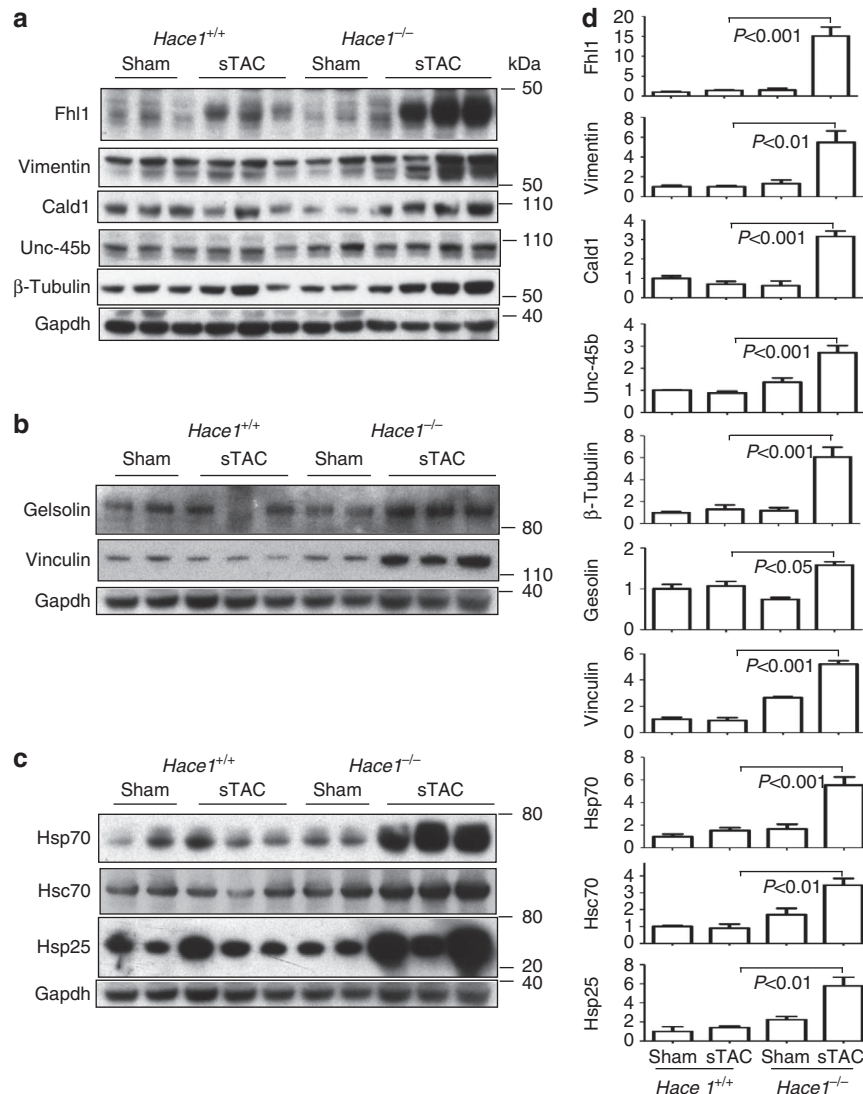 a
Hace1+/+ Hace1–/–
Sham sTAC Sham sTAC kDa
50
Fhl1
Vimentin
50
Cald1 110
Unc-45b 110
β-Tubulin
50
Gapdh 40
b
Hace1+/+ Hace1–/–
Sham sTAC Sham sTAC
Gelsolin
80
Vinculin
110
Gapdh 40
c
Hace1+/+ Hace1–/–
Sham sTAC Sham sTAC
80
Hsp70
Hsc70
80
Hsp25
20
Gapdh 40
d
Fhl1
20
15
10
5
0
P<0.001
Vimentin
8
6
4
2
0
P<0.01
Cald1
4
3
2
1
0
P<0.001
Unc-45b
4
3
2
1
0
P<0.001
β-Tubulin
8
6
4
2
0
P<0.001
Gesolin
2
1
0
P<0.05
Vinculin
6
4
2
0
P<0.001
Hsp70
8
6
4
2
0
P<0.001
Hsc70
4
3
2
1
0
P<0.01
Hsp25
8
6
4
2
0
P<0.01
Sham sTAC Sham sTAC
Hace 1+/+ Hace1–/–